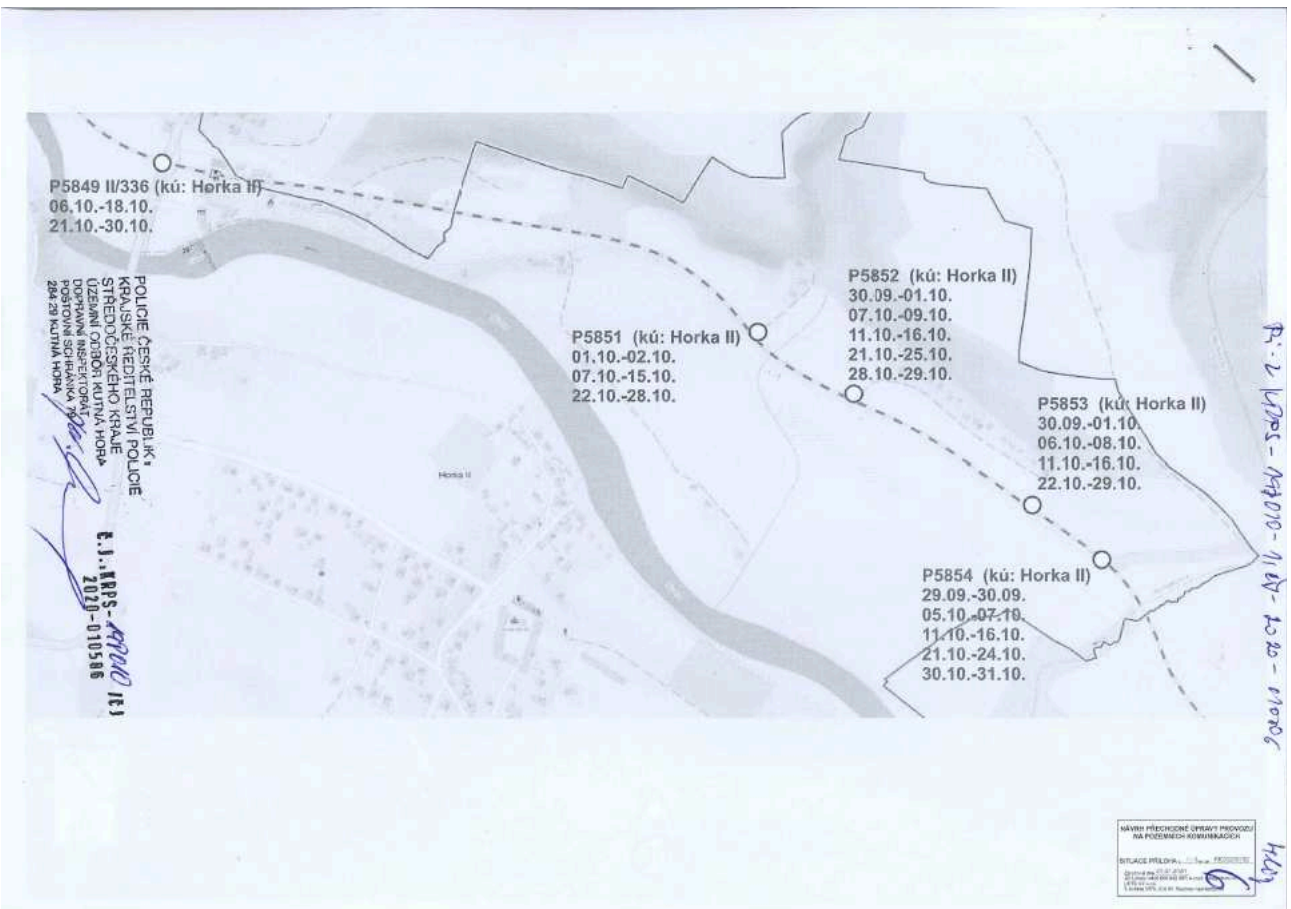 P5849 II/336 (kú: Horka II)
06.10.-18.10.
21.10.-30.10.
P5851 (kú: Horka II)
01.10.-02.10.
07.10.-15.10.
22.10.-28.10.
P5852 (kú: Horka II)
30.09.-01.10.
07.10.-09.10.
11.10.-16.10.
21.10.-25.10.
28.10.-29.10.
P5853 (kú: Horka II)
30.09.-01.10.
06.10.-08.10.
11.10.-16.10.
22.10.-29.10.
P5854 (kú: Horka II)
29.09.-30.09.
05.10.-07.10.
11.10.-16.10.
21.10.-24.10.
30.10.-31.10.
Horka II
POLICIE ČESKÉ REPUBLIKY
KRAJSKÉ ŘEDITELSTVÍ POLICIE
STŘEDOČESKÉHO KRAJE
ÚZEMNÍ ODBOR KUTNÁ HORA
DOPRAVNÍ INSPEKTORÁT
POŠTOVNÍ SCHRÁNKA
284 29 KUTNÁ HORA
Č.J.:KRPS- /ČJ
2020-010506
NÁVRH PŘECHODNÉ ÚPRAVY PROVOZU
NA POZEMNÍCH KOMUNIKACÍCH
SITUACE PŘÍLOHA
6